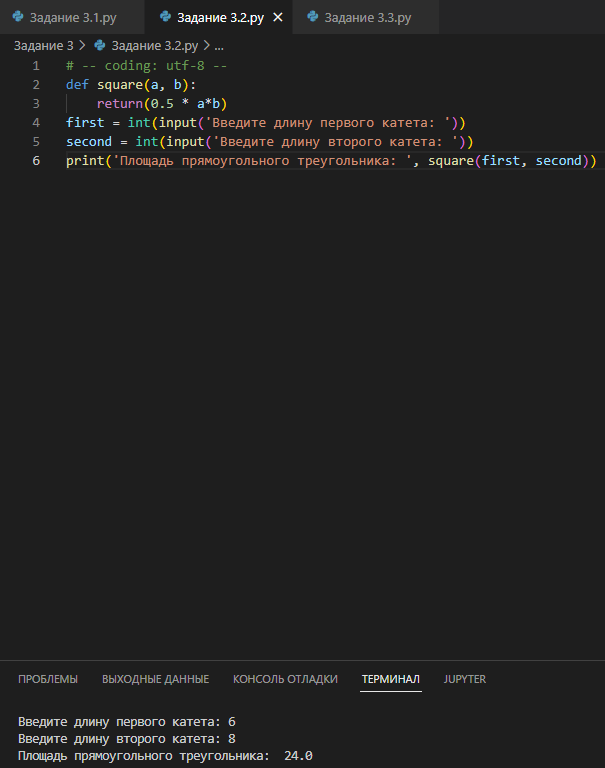 Задание 3.1.py Задание 3.2.py Задание 3.3.py
Задание 3 > Задание 3.2.py > ...
1 # -- coding: utf-8 --
2 def square(a, b):
3 return(0.5 * a*b)
4 first = int(input('Введите длину первого катета: '))
5 second = int(input('Введите длину второго катета: '))
6 print('Площадь прямоугольного треугольника: ', square(first, second))
ПРОБЛЕМЫ ВЫХОДНЫЕ ДАННЫЕ КОНСОЛЬ ОТЛАДКИ ТЕРМИНАЛ JUPYTER
Введите длину первого катета: 6
Введите длину второго катета: 8
Площадь прямоугольного треугольника:  24.0